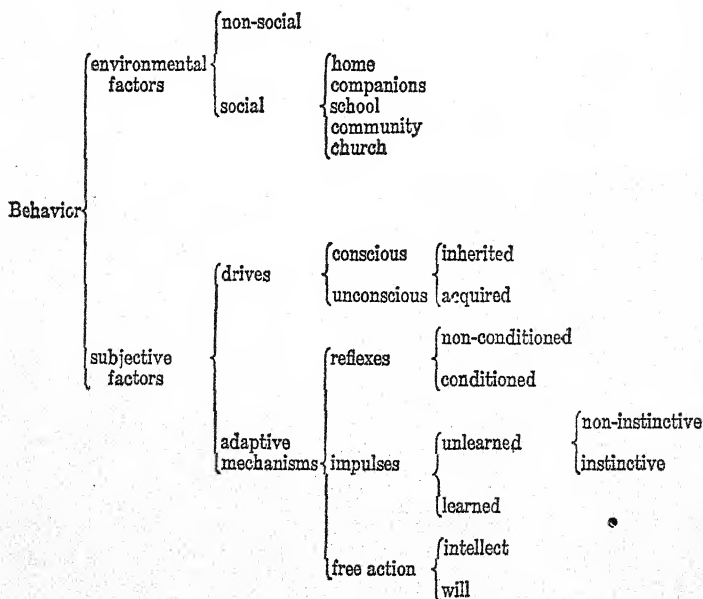 non-social
environmental
factors
social
home
companions
school
community
church
Behavior
subjective
factors
drives
conscious
unconscious
inherited
acquired
adaptive
mechanisms
reflexes
non-conditioned
conditioned
impulses
unlearned
non-instinctive
instinctive
learned
free action
intellect
will